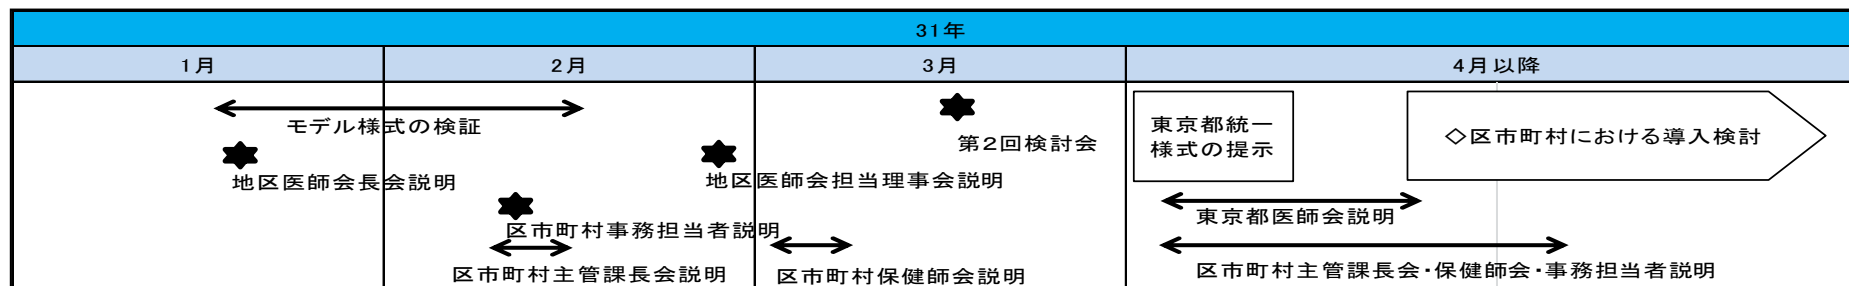 31年
1月
2月
3月
4月以降
モデル様式の検証
地区医師会長会説明
区市町村事務担当者説明
区市町村主管課長会説明
地区医師会担当理事会説明
第2回検討会
区市町村保健師会説明
東京都統一
様式の提示
◇区市町村における導入検討
東京都医師会説明
区市町村主管課長会・保健師会・事務担当者説明